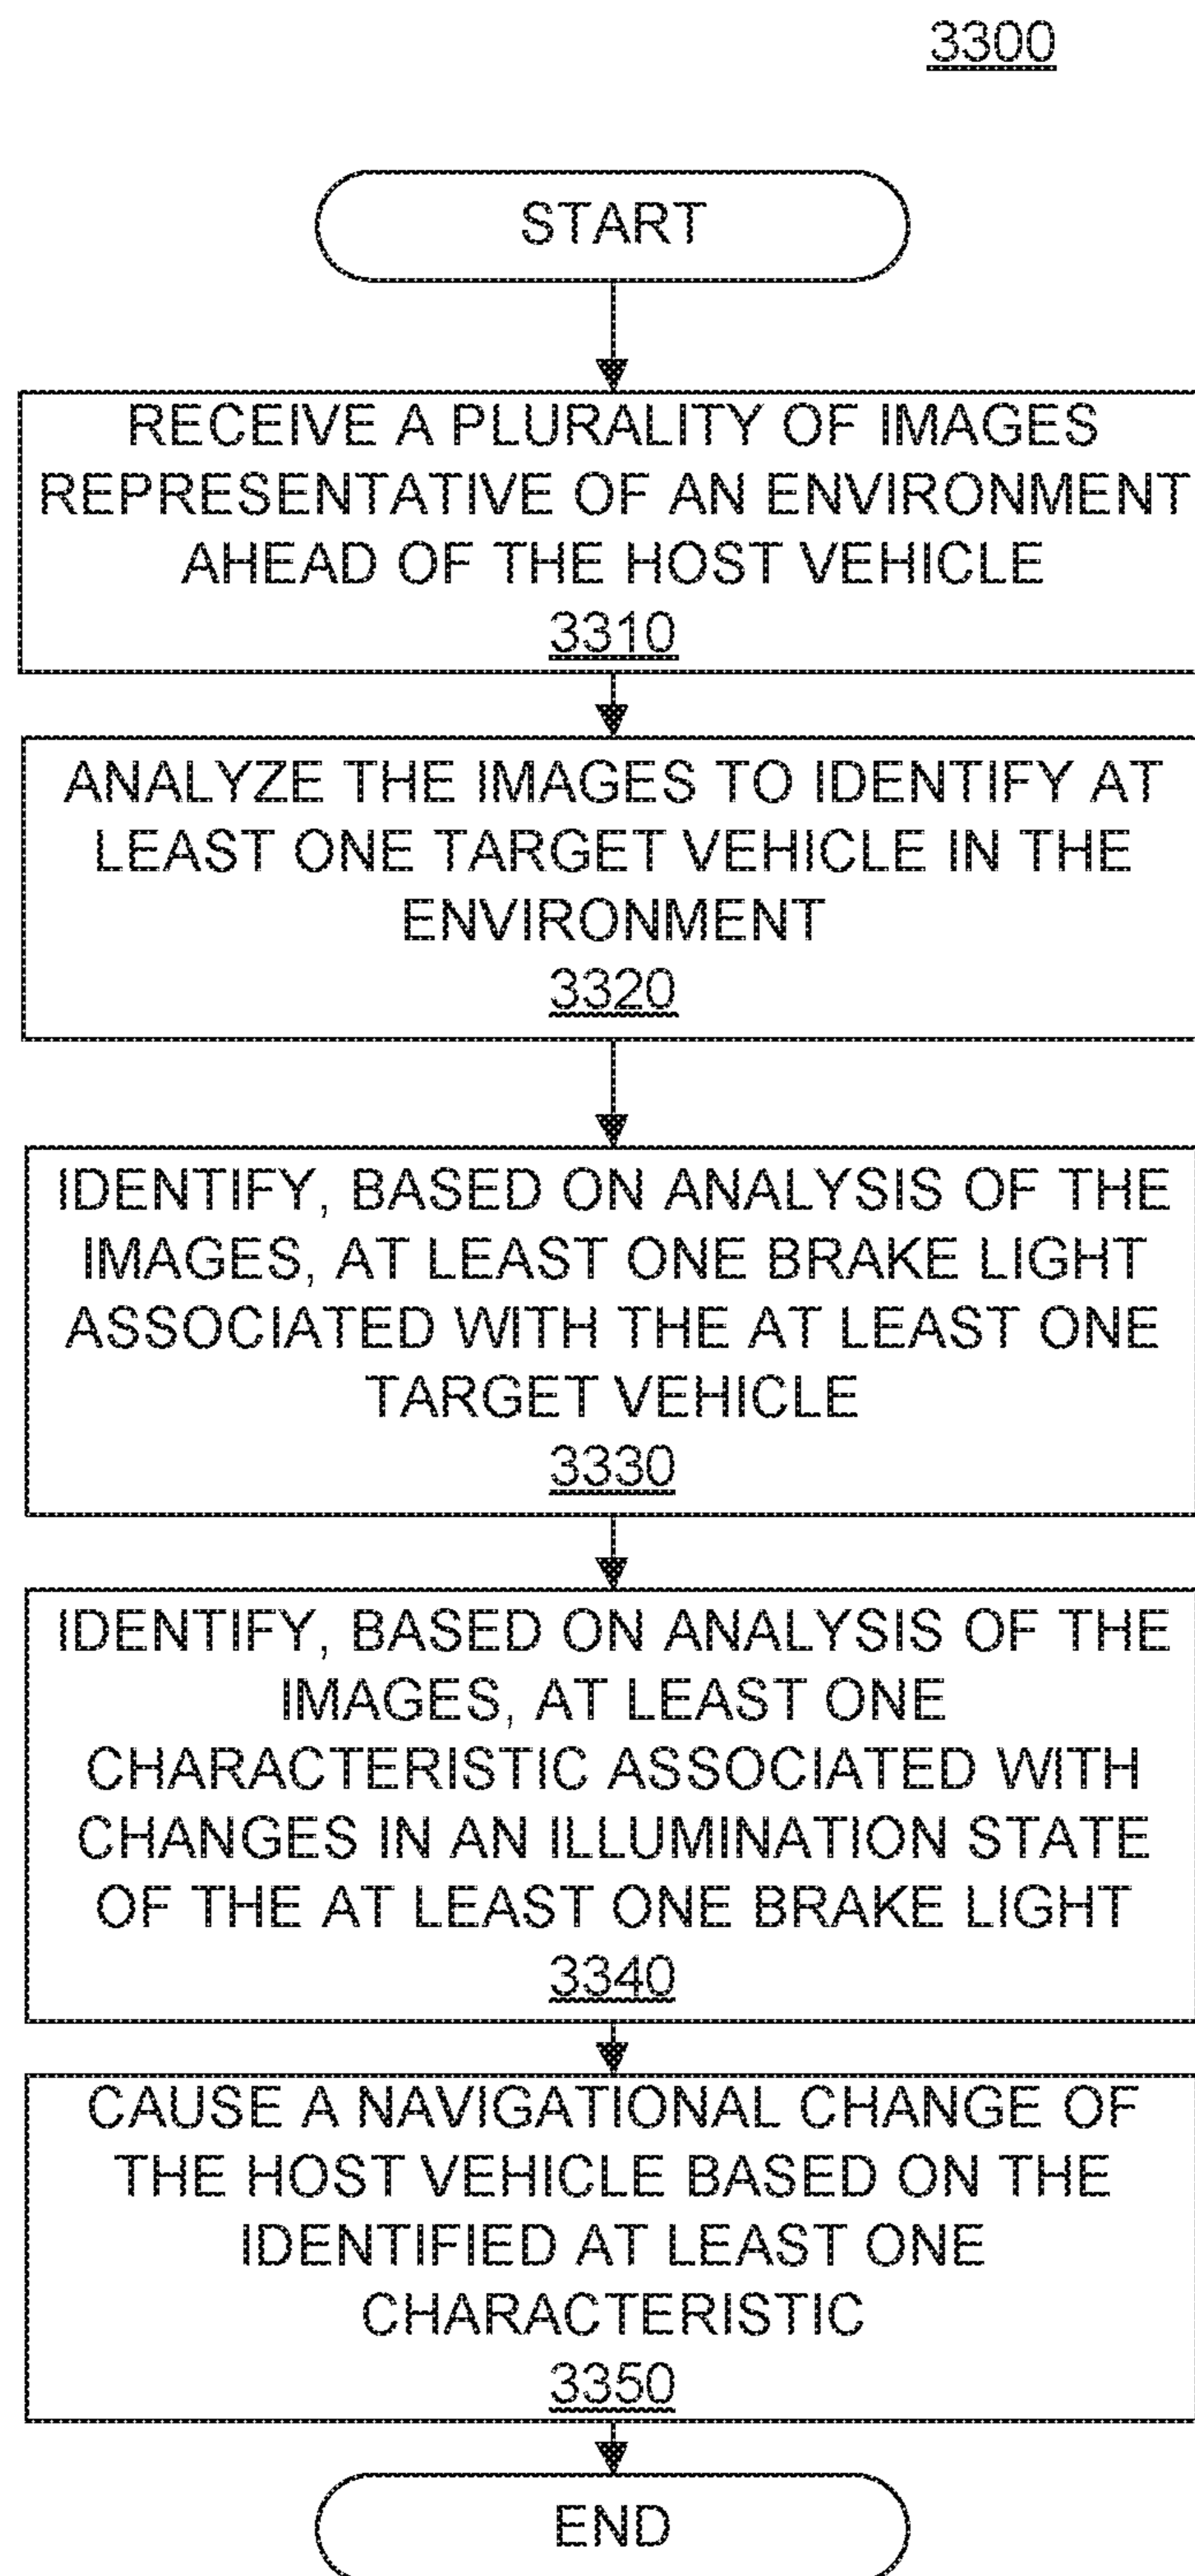 3300
START
RECEIVE A PLURALITY OF IMAGES
REPRESENTATIVE OF AN ENVIRONMENT
AHEAD OF THE HOST VEHICLE
3310
ANALYZE THE IMAGES TO IDENTIFY AT
LEAST ONE TARGET VEHICLE IN THE
ENVIRONMENT
3320
IDENTIFY, BASED ON ANALYSIS OF THE
IMAGES, AT LEAST ONE BRAKE LIGHT
ASSOCIATED WITH THE AT LEAST ONE
TARGET VEHICLE
3330
IDENTIFY, BASED ON ANALYSIS OF THE
IMAGES, AT LEAST ONE
CHARACTERISTIC ASSOCIATED WITH
CHANGES IN AN ILLUMINATION STATE
OF THE AT LEAST ONE BRAKE LIGHT
3340
CAUSE A NAVIGATIONAL CHANGE OF
THE HOST VEHICLE BASED ON THE
IDENTIFIED AT LEAST ONE
CHARACTERISTIC
3350
END